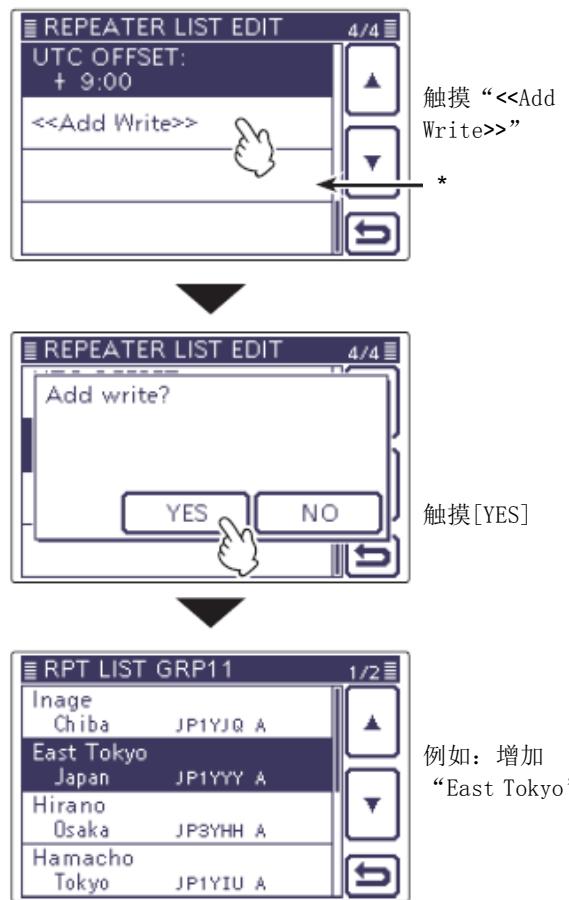 REPEATER LIST EDIT 4/4
UTC OFFSET:
+ 9:00
<<Add Write>>
触摸“<<Add
Write>>”
*
REPEATER LIST EDIT 4/4
Add write?
YES NO
触摸[YES]
RPT LIST GRP11 1/2
Inage
Chiba JP1YJQ A
East Tokyo
Japan JP1YYY A
Hirano
Osaka JP3YHH A
Hamacho
Tokyo JP1YIU A
例如：增加
“East Tokyo”